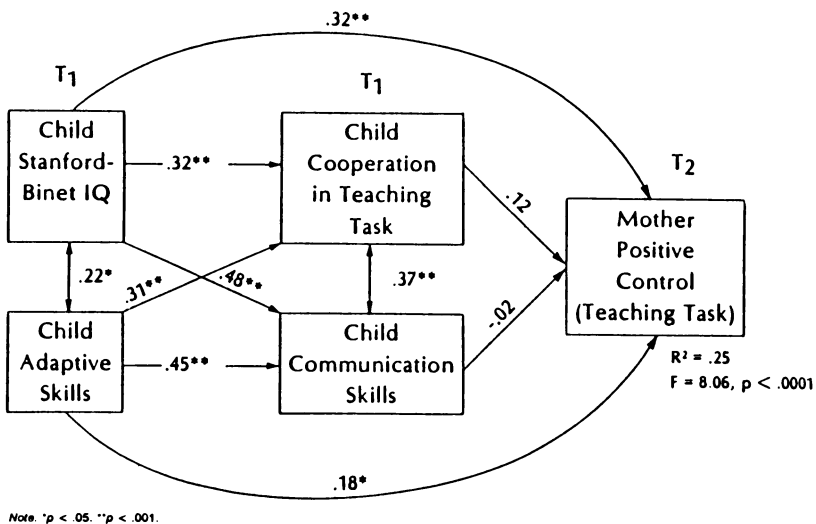 .32**
T1
T1
Child
Stanford-
Binet IQ
.32**
Child
Cooperation
in Teaching
Task
.12
T2
Mother
Positive
Control
(Teaching Task)
.22*
.31**
.48**
.37**
-.02
Child
Adaptive
Skills
.45**
Child
Communication
Skills
R² = .25
F = 8.06, p < .0001
.18*
Note. *p < .05. **p < .001.